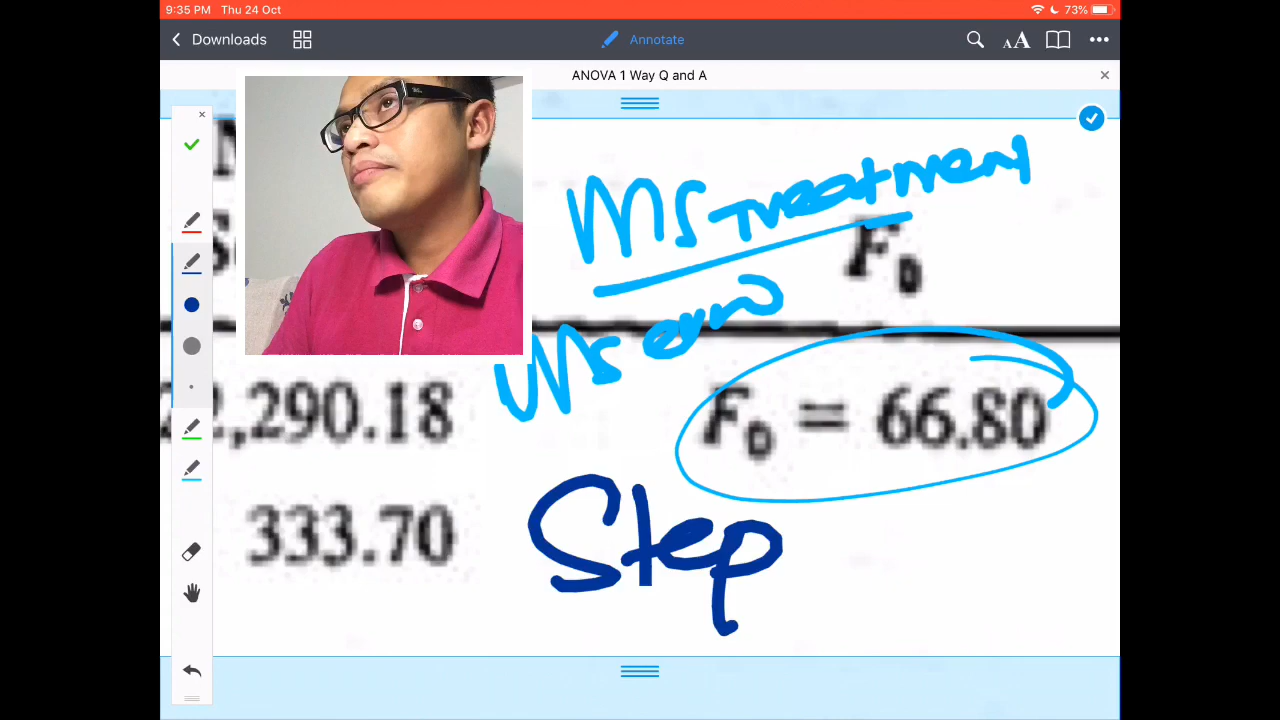 9:35 PM Thu 24 Oct 73%
Downloads Annotate AA
ANOVA 1 Way Q and A
MS Treatment
MS error
F0
22,290.18 F0 = 66.80
333.70
Step